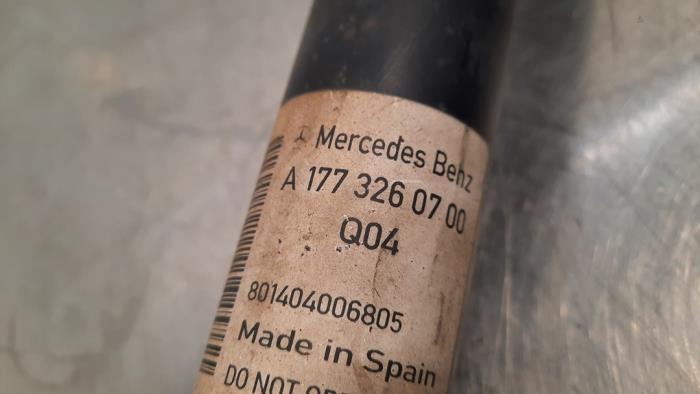 Mercedes Benz
A 177 326 07 00
Q04
801404006805
Made in Spain
DO NOT